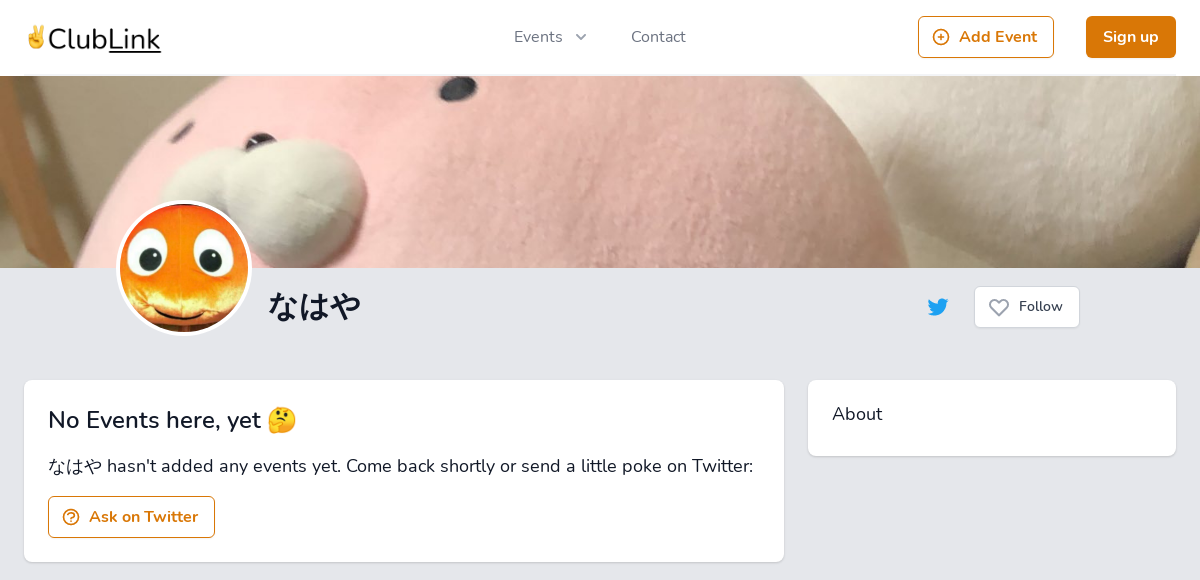 ✌️ClubLink
Events
Contact
Add Event
Sign up
なはや
Follow
No Events here, yet 🤔
なはや hasn't added any events yet. Come back shortly or send a little poke on Twitter:
Ask on Twitter
About